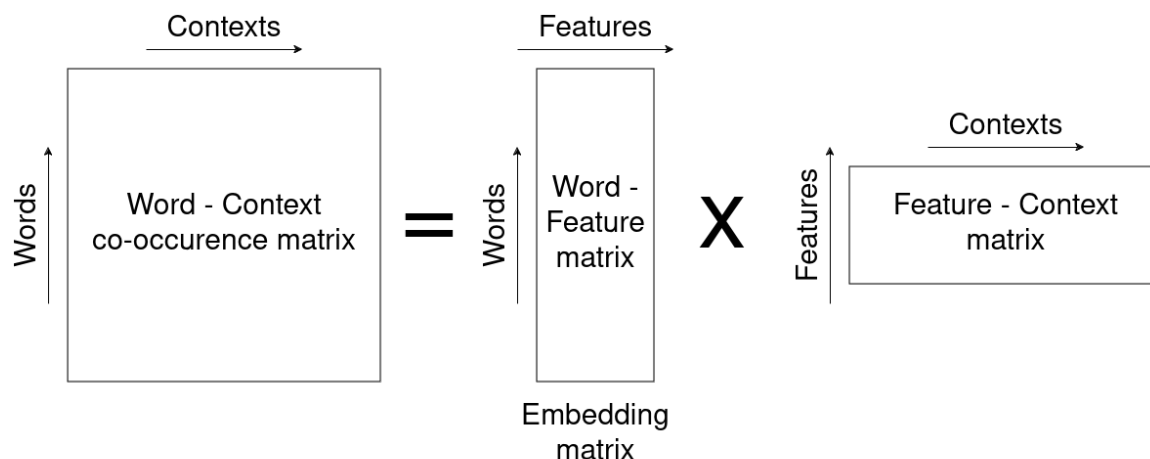 Contexts
Words
Word - Context
co-occurence matrix
=
Features
Words
Word -
Feature
matrix
Embedding
matrix
X
Contexts
Features
Feature - Context
matrix